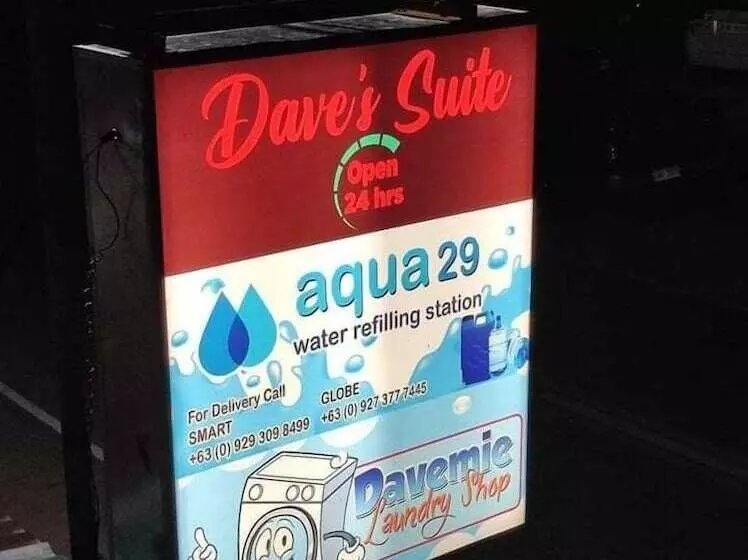 Dave's Suite
Open
24 hrs
aqua 29
water refilling station
For Delivery Call
SMART
+63 (0) 929 309 8499
GLOBE
+63 (0) 927 377 7445
Davemie
Laundry Shop